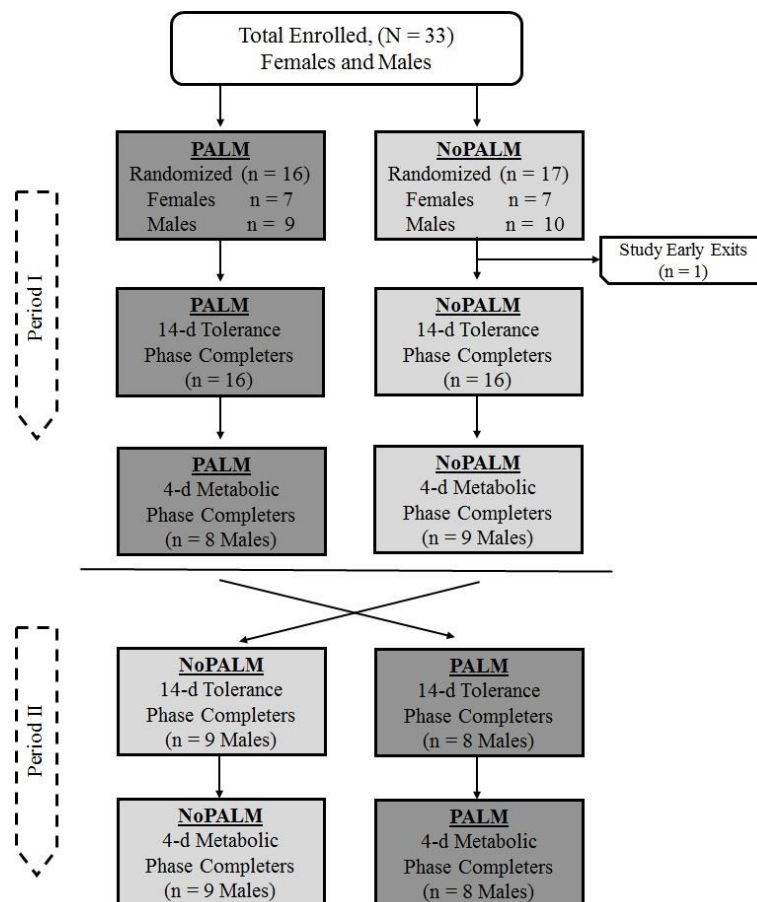 Total Enrolled, (N = 33)
Females and Males
PALM
Randomized (n = 16)
Females n = 7
Males n = 9
NoPALM
Randomized (n = 17)
Females n = 7
Males n = 10
Study Early Exits
(n = 1)
Period I
PALM
14-d Tolerance
Phase Completers
(n = 16)
NoPALM
14-d Tolerance
Phase Completers
(n = 16)
PALM
4-d Metabolic
Phase Completers
(n = 8 Males)
NoPALM
4-d Metabolic
Phase Completers
(n = 9 Males)
Period II
NoPALM
14-d Tolerance
Phase Completers
(n = 9 Males)
PALM
14-d Tolerance
Phase Completers
(n = 8 Males)
NoPALM
4-d Metabolic
Phase Completers
(n = 9 Males)
PALM
4-d Metabolic
Phase Completers
(n = 8 Males)